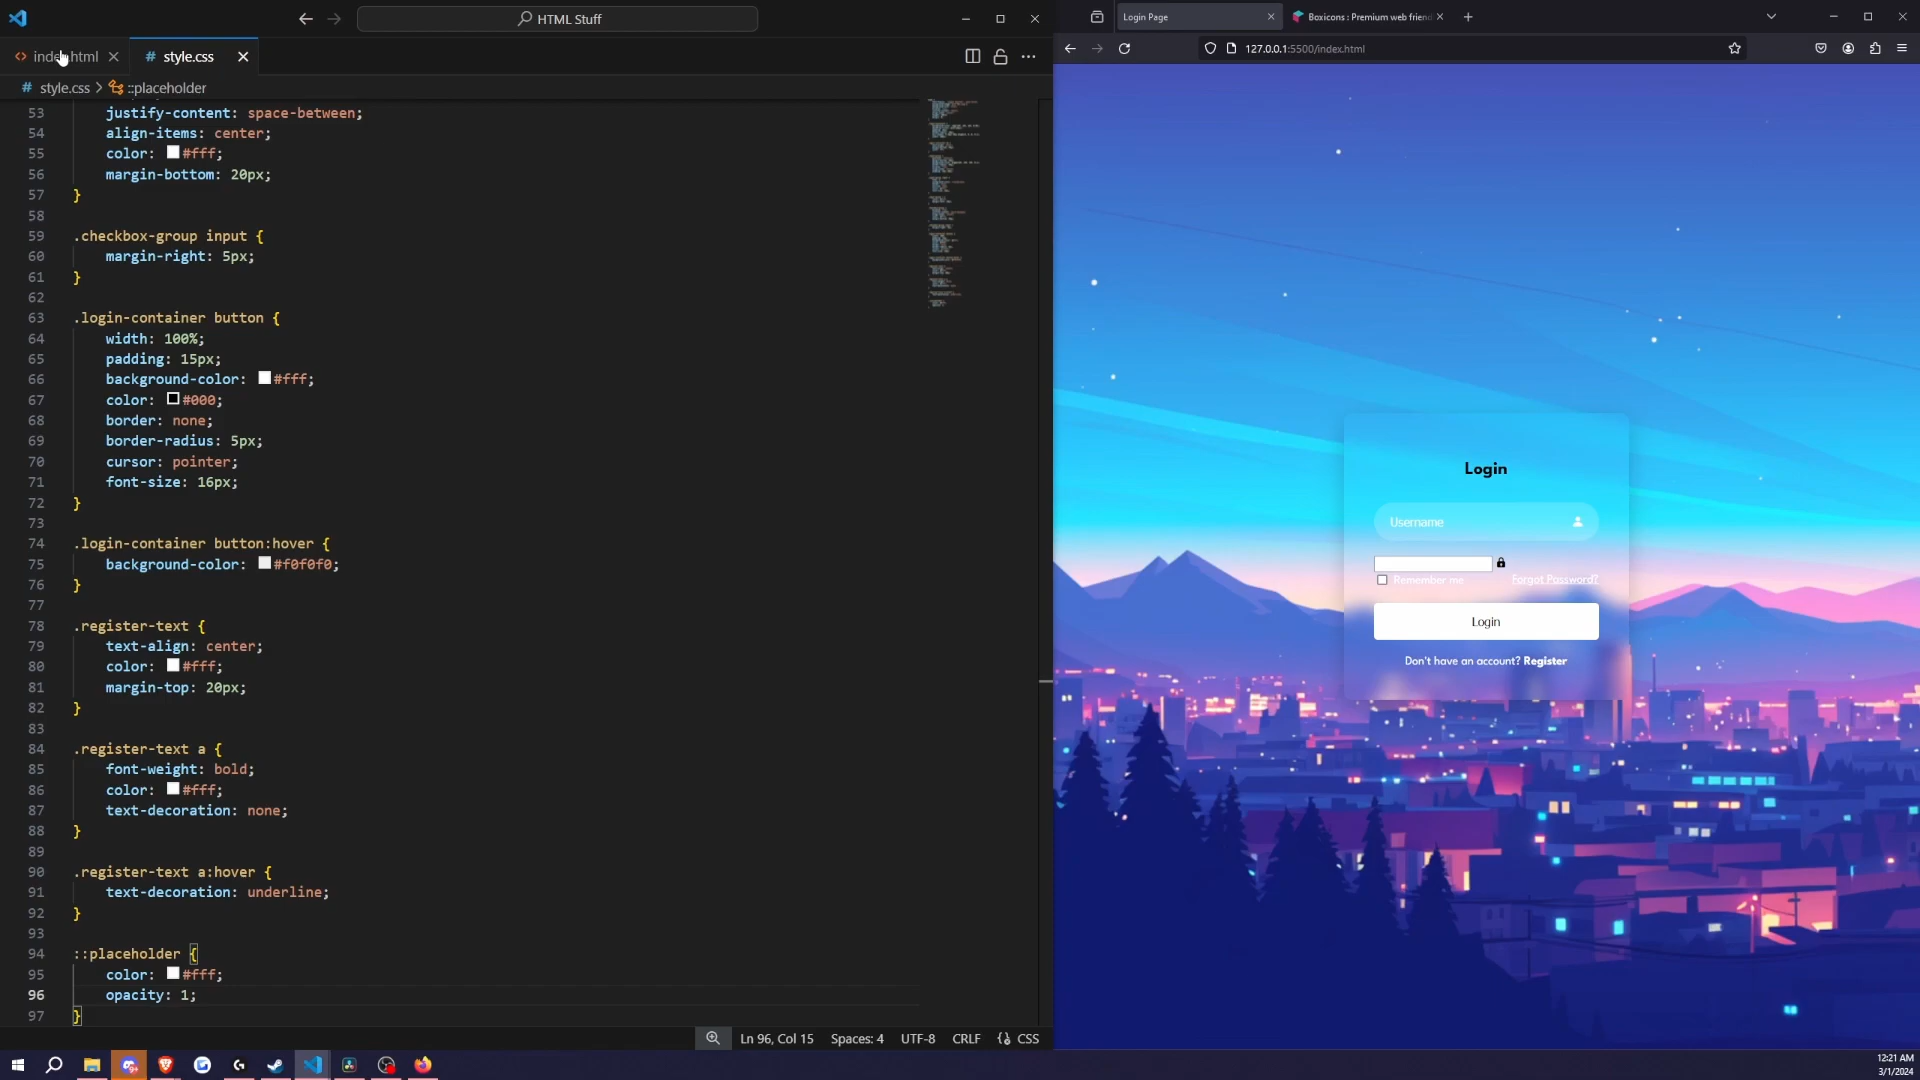 HTML Stuff
index.html
# style.css
# style.css > ::placeholder
53 justify-content: space-between;
54 align-items: center;
55 color: #fff;
56 margin-bottom: 20px;
57 }
58
59 .checkbox-group input {
60 margin-right: 5px;
61 }
62
63 .login-container button {
64 width: 100%;
65 padding: 15px;
66 background-color: #fff;
67 color: #000;
68 border: none;
69 border-radius: 5px;
70 cursor: pointer;
71 font-size: 16px;
72 }
73
74 .login-container button:hover {
75 background-color: #f0f0f0;
76 }
77
78 .register-text {
79 text-align: center;
80 color: #fff;
81 margin-top: 20px;
82 }
83
84 .register-text a {
85 font-weight: bold;
86 color: #fff;
87 text-decoration: none;
88 }
89
90 .register-text a:hover {
91 text-decoration: underline;
92 }
93
94 ::placeholder {
95 color: #fff;
96 opacity: 1;
97 }
Ln 96, Col 15 Spaces: 4 UTF-8 CRLF {} CSS
Login Page
Boxicons : Premium web friend
127.0.0.1:5500/index.html
Login
Username
Remember me
Forgot Password?
Login
Don't have an account? Register
12:21 AM
3/1/2024